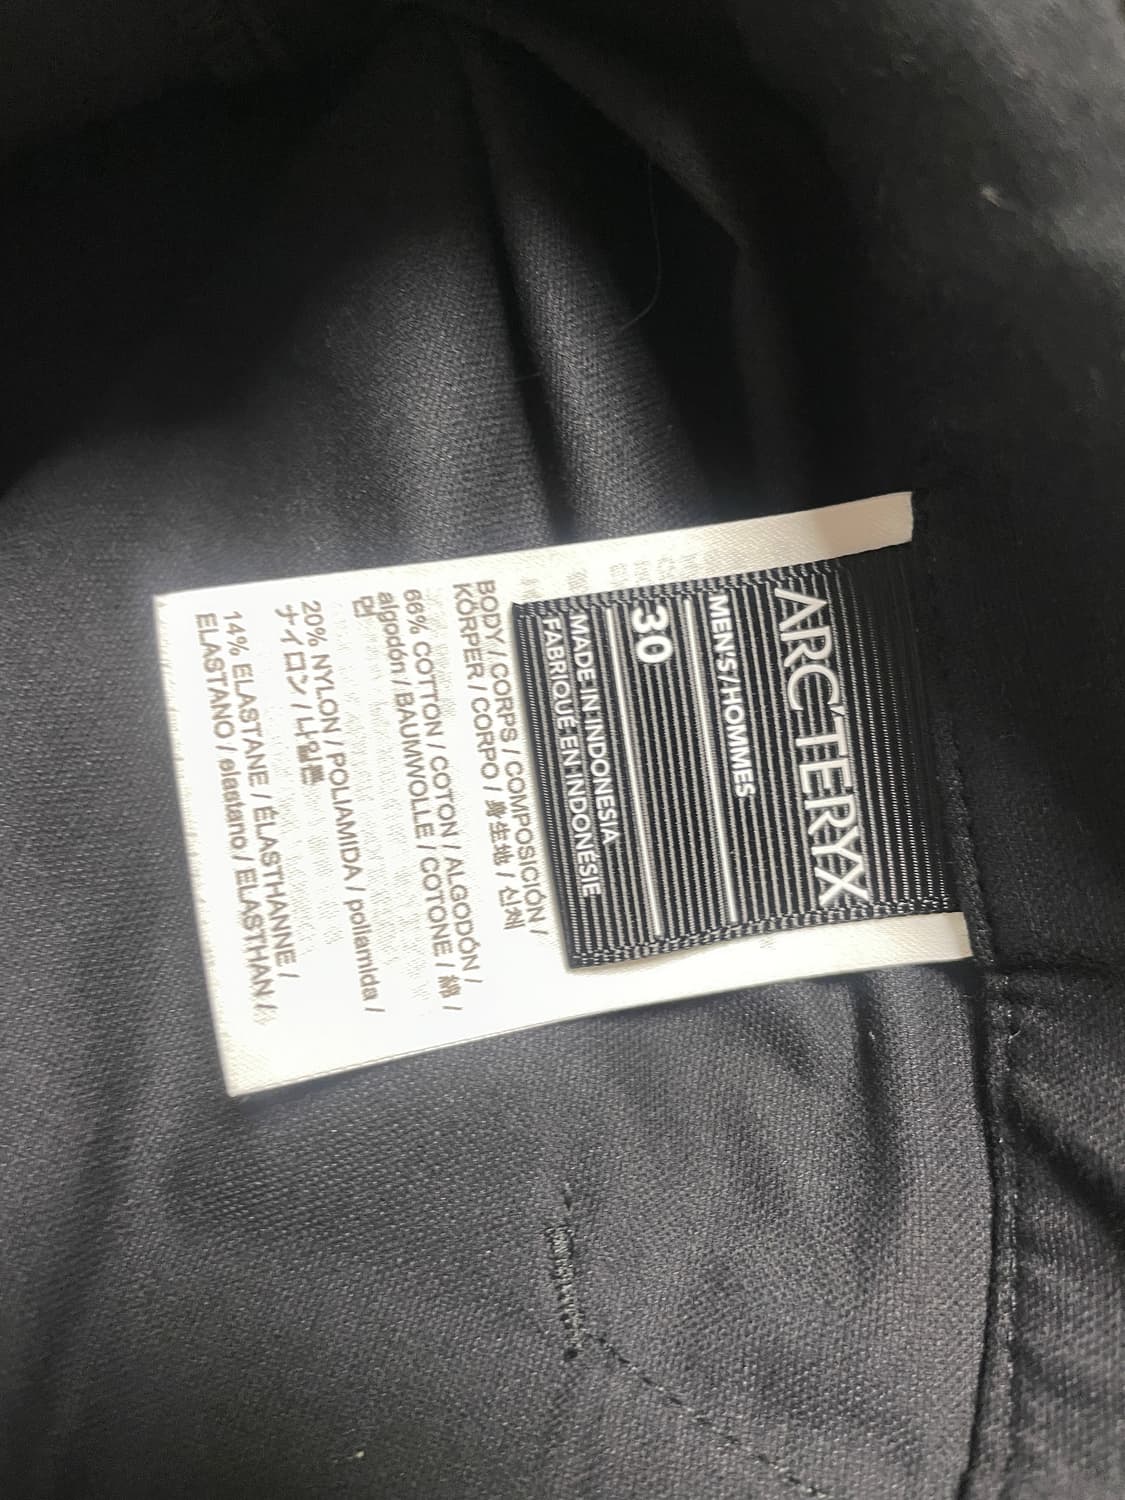 ARC'TERYX
MEN'S/HOMMES
30
MADE IN INDONESIA
FABRIQUÉ EN INDONÉSIE
BODY / CORPS / COMPOSICIÓN /
KÖRPER / CORPO / 身生地 / 신체
66% COTTON / COTON / ALGODÓN /
algodón / BAUMWOLLE / COTONE / 綿 /
면
20% NYLON / POLIAMIDA / poliamida /
ナイロン / 나일론
14% ELASTANE / ÉLASTHANNE /
ELASTANO / elastano / ELASTHAN /